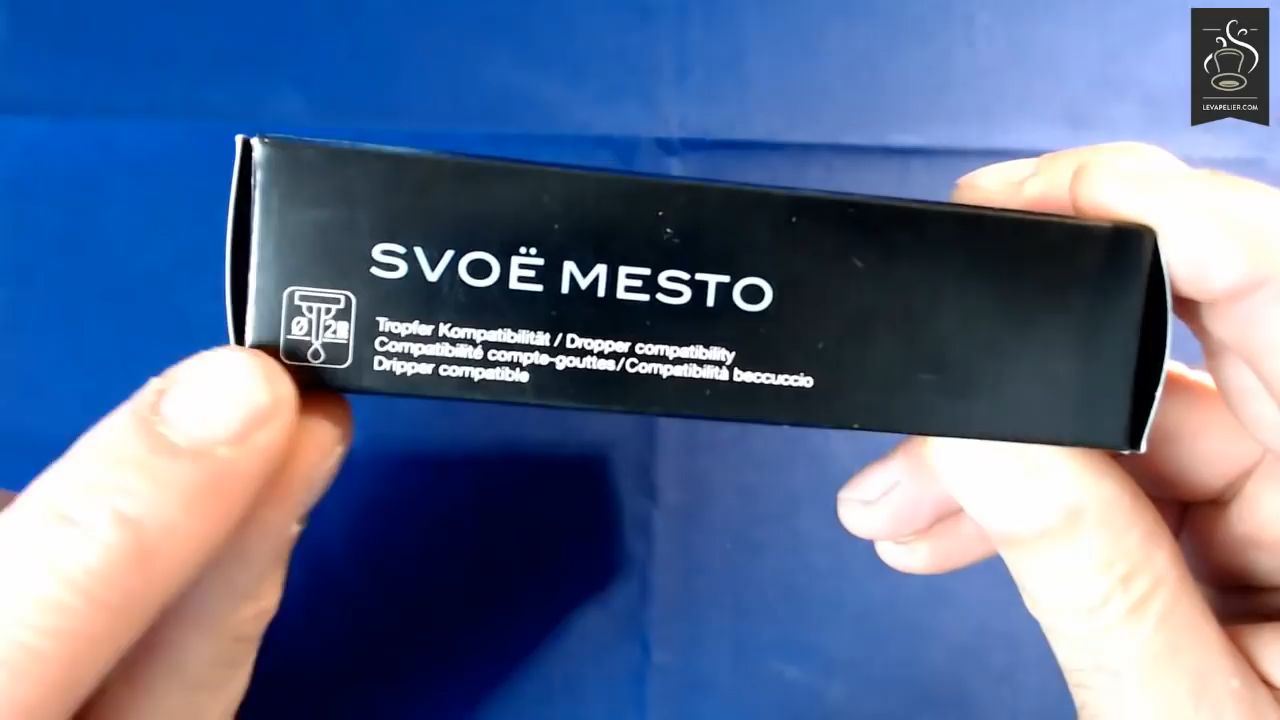 LEVAPELIER.COM
SVOË MESTO
Tropfer Kompatibilität / Dropper compatibility
Compatibilité compte-gouttes/Compatibilità beccuccio
Dripper compatible
Ø